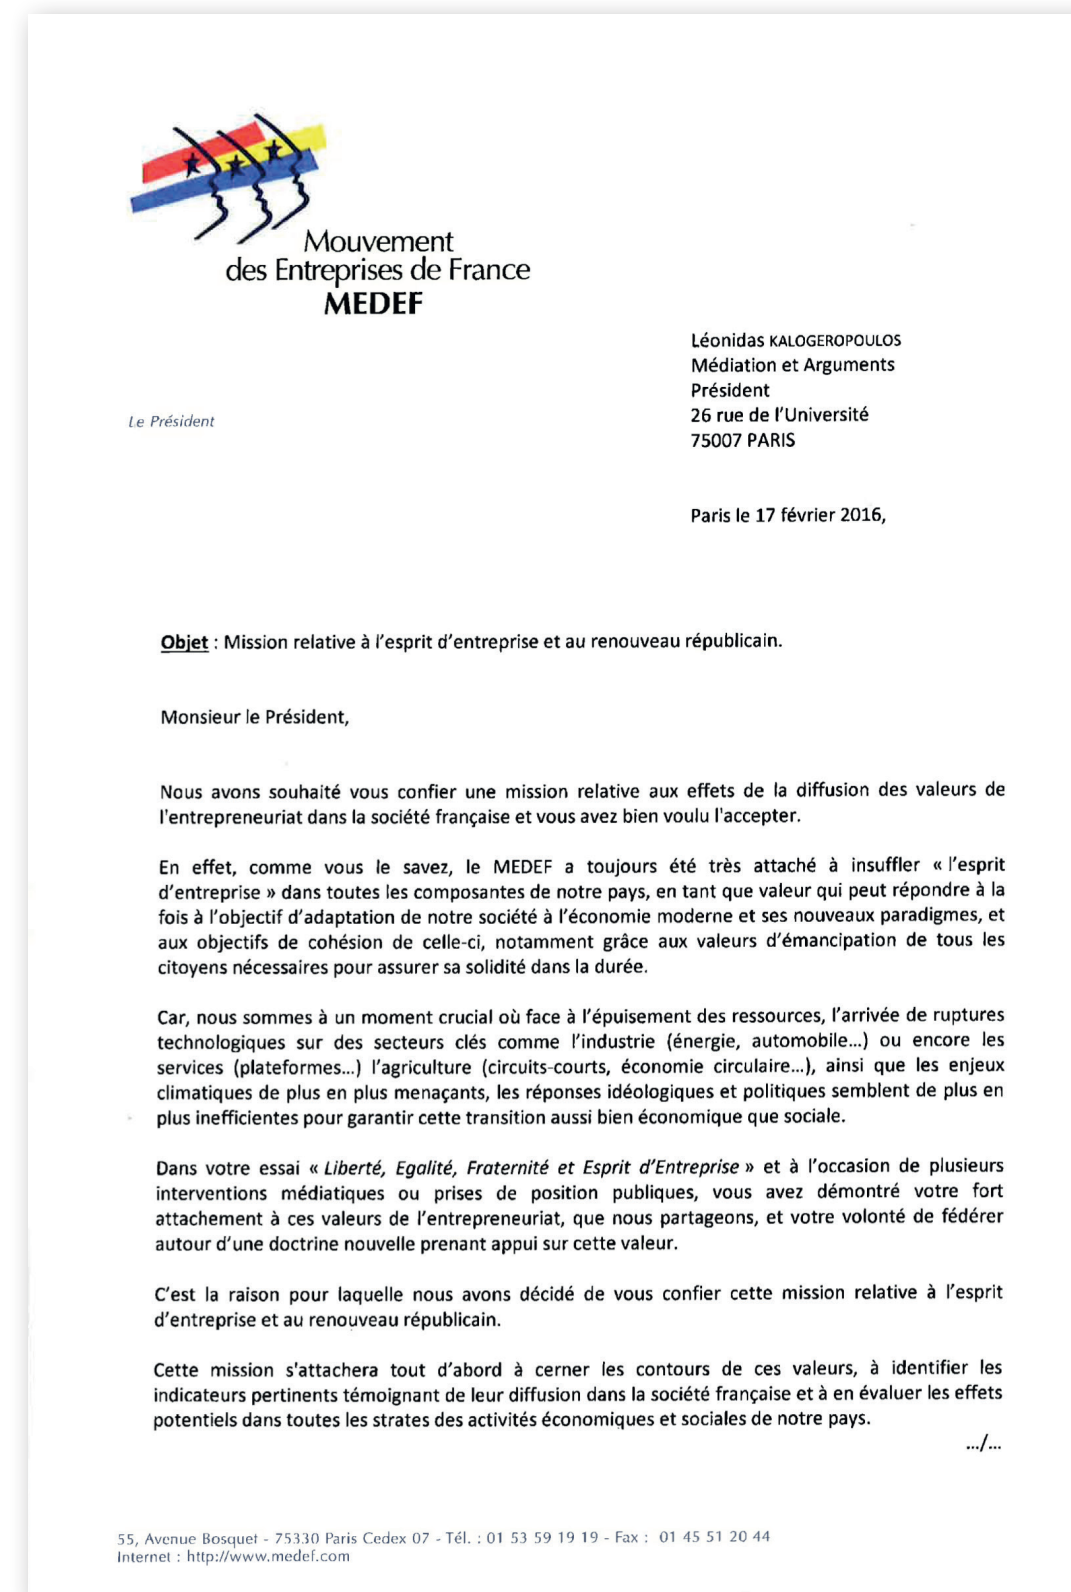 Mouvement
des Entreprises de France
MEDEF
Léonidas KALOGEROPOULOS
Médiation et Arguments
Président
26 rue de l'Université
75007 PARIS
Le Président
Paris le 17 février 2016,
Objet : Mission relative à l'esprit d'entreprise et au renouveau républicain.
Monsieur le Président,
Nous avons souhaité vous confier une mission relative aux effets de la diffusion des valeurs de
l'entrepreneuriat dans la société française et vous avez bien voulu l'accepter.
En effet, comme vous le savez, le MEDEF a toujours été très attaché à insuffler « l'esprit
d'entreprise » dans toutes les composantes de notre pays, en tant que valeur qui peut répondre à la
fois à l'objectif d'adaptation de notre société à l'économie moderne et ses nouveaux paradigmes, et
aux objectifs de cohésion de celle-ci, notamment grâce aux valeurs d'émancipation de tous les
citoyens nécessaires pour assurer sa solidité dans la durée.
Car, nous sommes à un moment crucial où face à l'épuisement des ressources, l'arrivée de ruptures
technologiques sur des secteurs clés comme l'industrie (énergie, automobile...) ou encore les
services (plateformes...) l'agriculture (circuits-courts, économie circulaire...), ainsi que les enjeux
climatiques de plus en plus menaçants, les réponses idéologiques et politiques semblent de plus en
plus inefficientes pour garantir cette transition aussi bien économique que sociale.
Dans votre essai « Liberté, Egalité, Fraternité et Esprit d'Entreprise » et à l'occasion de plusieurs
interventions médiatiques ou prises de position publiques, vous avez démontré votre fort
attachement à ces valeurs de l'entrepreneuriat, que nous partageons, et votre volonté de fédérer
autour d'une doctrine nouvelle prenant appui sur cette valeur.
C'est la raison pour laquelle nous avons décidé de vous confier cette mission relative à l'esprit
d'entreprise et au renouveau républicain.
Cette mission s'attachera tout d'abord à cerner les contours de ces valeurs, à identifier les
indicateurs pertinents témoignant de leur diffusion dans la société française et à en évaluer les effets
potentiels dans toutes les strates des activités économiques et sociales de notre pays.
.../...
55, Avenue Bosquet - 75330 Paris Cedex 07 - Tél. : 01 53 59 19 19 - Fax : 01 45 51 20 44
Internet : http://www.medef.com